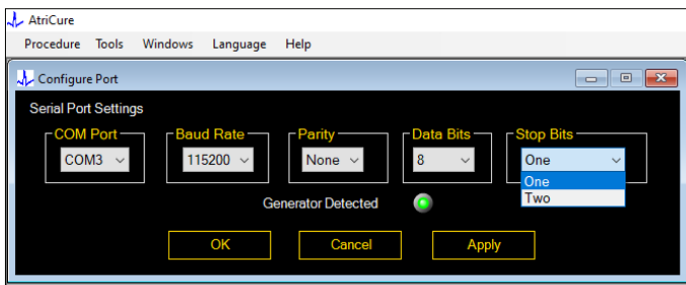 AtriCure
Procedure Tools Windows Language Help
Configure Port
Serial Port Settings
COM Port Baud Rate Parity Data Bits Stop Bits
COM3 115200 None 8 One
One
Two
Generator Detected
OK Cancel Apply